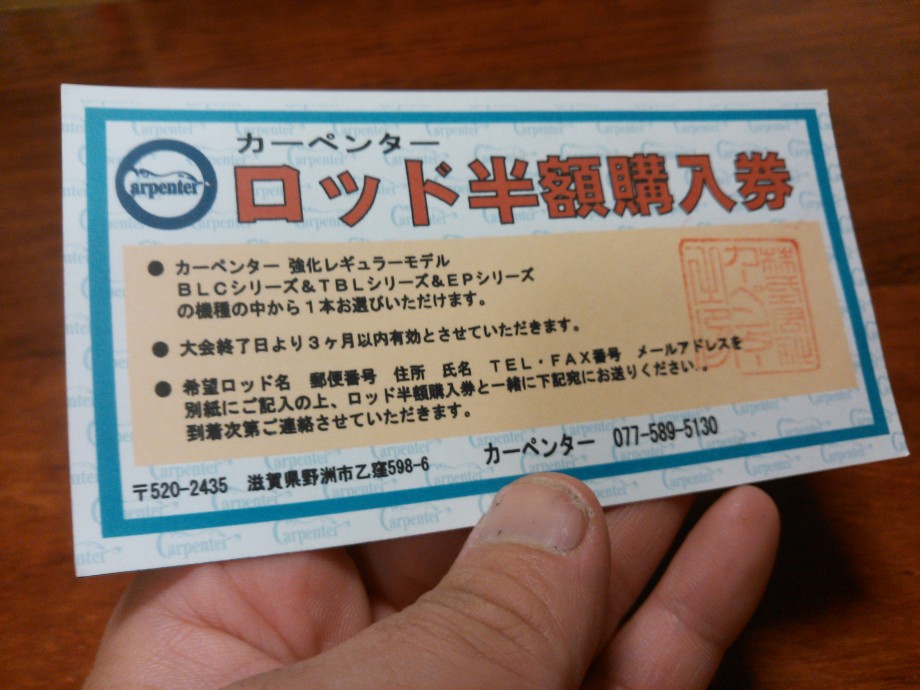 Carpenter
カーペンター
ロッド半額購入券
● カーペンター 強化レギュラーモデル
ＢＬＣシリーズ＆ＴＢＬシリーズ＆ＥＰシリーズ
の機種の中から１本お選びいただけます。
● 大会終了日より３ヶ月以内有効とさせていただきます。
● 希望ロッド名 郵便番号 住所 氏名 ＴＥＬ・ＦＡＸ番号 メールアドレスを
別紙にご記入の上、ロッド半額購入券と一緒に下記宛にお送りください。
到着次第ご連絡させていただきます。
〒520-2435 滋賀県野洲市乙窪598-6 カーペンター 077-589-5130